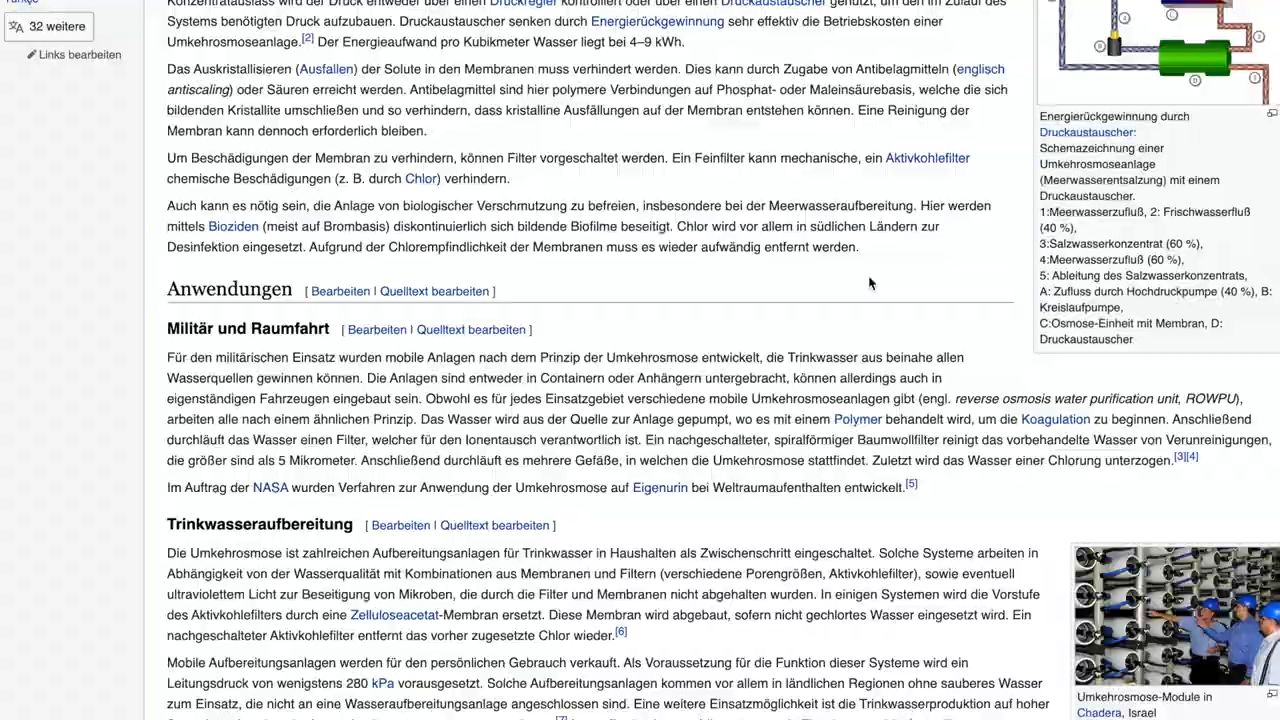 Türkçe
32 weitere
Links bearbeiten
Konzentratauslass wird der Druck entweder über einen Druckregler kontrolliert oder über einen Druckaustauscher genutzt, um den im Zulauf des
Systems benötigten Druck aufzubauen. Druckaustauscher senken durch Energierückgewinnung sehr effektiv die Betriebskosten einer
Umkehrosmoseanlage.[2] Der Energieaufwand pro Kubikmeter Wasser liegt bei 4–9 kWh.
Das Auskristallisieren (Ausfallen) der Solute in den Membranen muss verhindert werden. Dies kann durch Zugabe von Antibelagmitteln (englisch
antiscaling) oder Säuren erreicht werden. Antibelagmittel sind hier polymere Verbindungen auf Phosphat- oder Maleinsäurebasis, welche die sich
bildenden Kristallite umschließen und so verhindern, dass kristalline Ausfällungen auf der Membran entstehen können. Eine Reinigung der
Membran kann dennoch erforderlich bleiben.
Um Beschädigungen der Membran zu verhindern, können Filter vorgeschaltet werden. Ein Feinfilter kann mechanische, ein Aktivkohlefilter
chemische Beschädigungen (z. B. durch Chlor) verhindern.
Auch kann es nötig sein, die Anlage von biologischer Verschmutzung zu befreien, insbesondere bei der Meerwasseraufbereitung. Hier werden
mittels Bioziden (meist auf Brombasis) diskontinuierlich sich bildende Biofilme beseitigt. Chlor wird vor allem in südlichen Ländern zur
Desinfektion eingesetzt. Aufgrund der Chlorempfindlichkeit der Membranen muss es wieder aufwändig entfernt werden.
Energierückgewinnung durch
Druckaustauscher:
Schemazeichnung einer
Umkehrosmoseanlage
(Meerwasserentsalzung) mit einem
Druckaustauscher.
1:Meerwasserzufluß, 2: Frischwasserfluß
(40 %),
3:Salzwasserkonzentrat (60 %),
4:Meerwasserzufluß (60 %),
5: Ableitung des Salzwasserkonzentrats,
A: Zufluss durch Hochdruckpumpe (40 %), B:
Kreislaufpumpe,
C:Osmose-Einheit mit Membran, D:
Druckaustauscher
Anwendungen [ Bearbeiten | Quelltext bearbeiten ]
Militär und Raumfahrt [ Bearbeiten | Quelltext bearbeiten ]
Für den militärischen Einsatz wurden mobile Anlagen nach dem Prinzip der Umkehrosmose entwickelt, die Trinkwasser aus beinahe allen
Wasserquellen gewinnen können. Die Anlagen sind entweder in Containern oder Anhängern untergebracht, können allerdings auch in
eigenständigen Fahrzeugen eingebaut sein. Obwohl es für jedes Einsatzgebiet verschiedene mobile Umkehrosmoseanlagen gibt (engl. reverse osmosis water purification unit, ROWPU),
arbeiten alle nach einem ähnlichen Prinzip. Das Wasser wird aus der Quelle zur Anlage gepumpt, wo es mit einem Polymer behandelt wird, um die Koagulation zu beginnen. Anschließend
durchläuft das Wasser einen Filter, welcher für den Ionentausch verantwortlich ist. Ein nachgeschalteter, spiralförmiger Baumwollfilter reinigt das vorbehandelte Wasser von Verunreinigungen,
die größer sind als 5 Mikrometer. Anschließend durchläuft es mehrere Gefäße, in welchen die Umkehrosmose stattfindet. Zuletzt wird das Wasser einer Chlorung unterzogen.[3][4]
Im Auftrag der NASA wurden Verfahren zur Anwendung der Umkehrosmose auf Eigenurin bei Weltraumaufenthalten entwickelt.[5]
Trinkwasseraufbereitung [ Bearbeiten | Quelltext bearbeiten ]
Die Umkehrosmose ist zahlreichen Aufbereitungsanlagen für Trinkwasser in Haushalten als Zwischenschritt eingeschaltet. Solche Systeme arbeiten in
Abhängigkeit von der Wasserqualität mit Kombinationen aus Membranen und Filtern (verschiedene Porengrößen, Aktivkohlefilter), sowie eventuell
ultraviolettem Licht zur Beseitigung von Mikroben, die durch die Filter und Membranen nicht abgehalten wurden. In einigen Systemen wird die Vorstufe
des Aktivkohlefilters durch eine Zelluloseacetat-Membran ersetzt. Diese Membran wird abgebaut, sofern nicht gechlortes Wasser eingesetzt wird. Ein
nachgeschalteter Aktivkohlefilter entfernt das vorher zugesetzte Chlor wieder.[6]
Mobile Aufbereitungsanlagen werden für den persönlichen Gebrauch verkauft. Als Voraussetzung für die Funktion dieser Systeme wird ein
Leitungsdruck von wenigstens 280 kPa vorausgesetzt. Solche Aufbereitungsanlagen kommen vor allem in ländlichen Regionen ohne sauberes Wasser
zum Einsatz, die nicht an eine Wasseraufbereitungsanlage angeschlossen sind. Eine weitere Einsatzmöglichkeit ist die Trinkwasserproduktion auf hoher
[7]
Umkehrosmose-Module in
Chadera, Israel